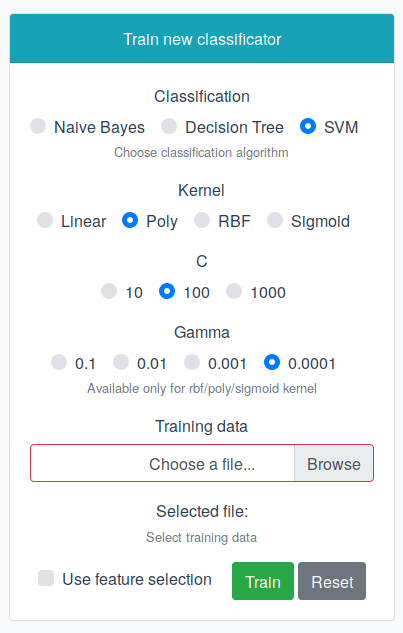 Train new classificator
Classification
Naive Bayes Decision Tree SVM
Choose classification algorithm
Kernel
Linear Poly RBF Sigmoid
C
10 100 1000
Gamma
0.1 0.01 0.001 0.0001
Available only for rbf/poly/sigmoid kernel
Training data
Choose a file... Browse
Selected file:
Select training data
Use feature selection Train Reset